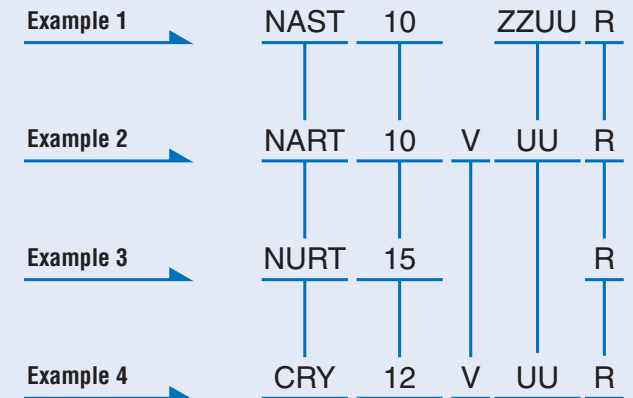 Example 1 NAST 10 ZZUU R
Example 2 NART 10 V UU R
Example 3 NURT 15 R
Example 4 CRY 12 V UU R